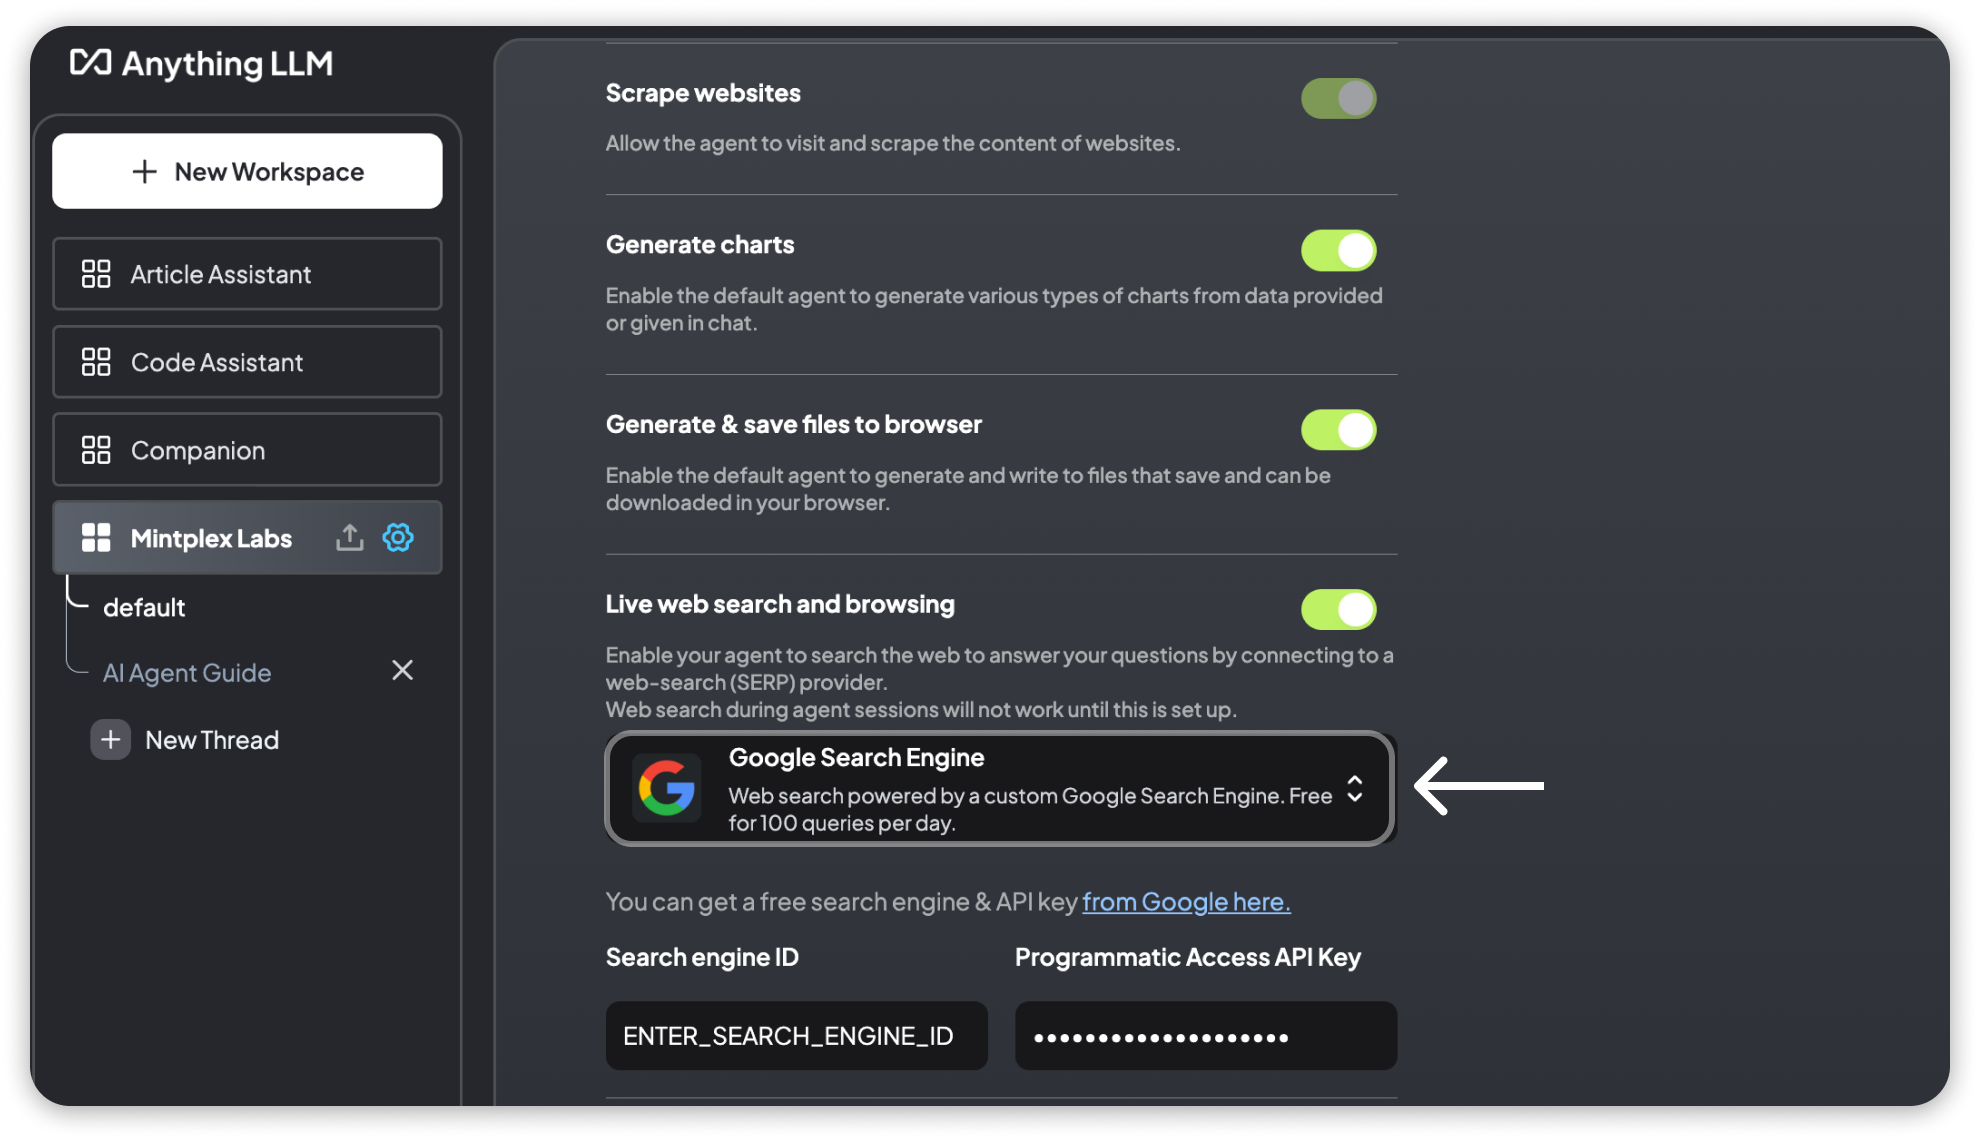 Anything LLM
New Workspace
Article Assistant
Code Assistant
Companion
Mintplex Labs
default
AI Agent Guide
New Thread
Scrape websites
Allow the agent to visit and scrape the content of websites.
Generate charts
Enable the default agent to generate various types of charts from data provided
or given in chat.
Generate & save files to browser
Enable the default agent to generate and write to files that save and can be
downloaded in your browser.
Live web search and browsing
Enable your agent to search the web to answer your questions by connecting to a
web-search (SERP) provider.
Web search during agent sessions will not work until this is set up.
Google Search Engine
Web search powered by a custom Google Search Engine. Free
for 100 queries per day.
You can get a free search engine & API key from Google here.
Search engine ID
Programmatic Access API Key
ENTER_SEARCH_ENGINE_ID
••••••••••••••••••••